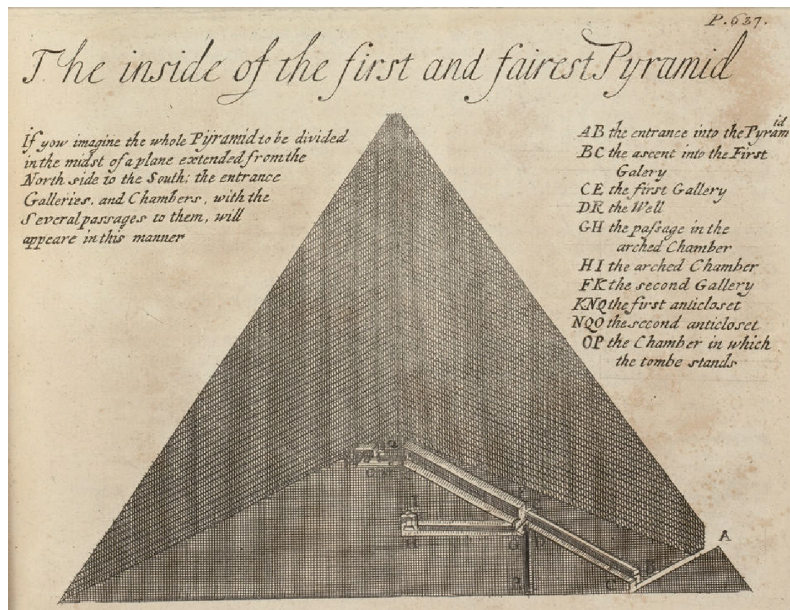 P. 637.
The inside of the first and fairest Pyramid
If yow imagine the whole Pyramid to be divided
in the midst of a plane extended from the
North side to the South; the entrance
Galleries, and Chambers, with the
Several passages to them, will
appeare in this manner
AB the entrance into the Pyramid
BC the ascent into the First
Galery
CE the first Gallery
DR the Well
GH the paſsage in the
arched Chamber
HI the arched Chamber
FK the second Gallery
KNQ the first anticloset
NQO the second anticloset
OP the Chamber in which
the tombe stands
A
H
G